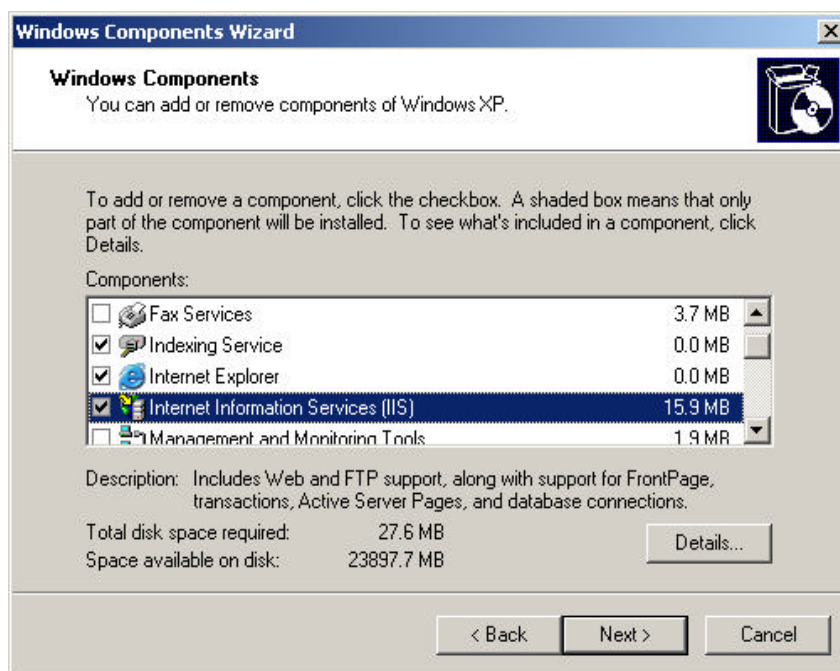 Windows Components Wizard
Windows Components
You can add or remove components of Windows XP.
To add or remove a component, click the checkbox. A shaded box means that only
part of the component will be installed. To see what's included in a component, click
Details.
Components:
Fax Services 3.7 MB
Indexing Service 0.0 MB
Internet Explorer 0.0 MB
Internet Information Services (IIS) 15.9 MB
Management and Monitoring Tools 1.9 MB
Description: Includes Web and FTP support, along with support for FrontPage,
transactions, Active Server Pages, and database connections.
Total disk space required: 27.6 MB
Space available on disk: 23897.7 MB
Details...
< Back Next > Cancel